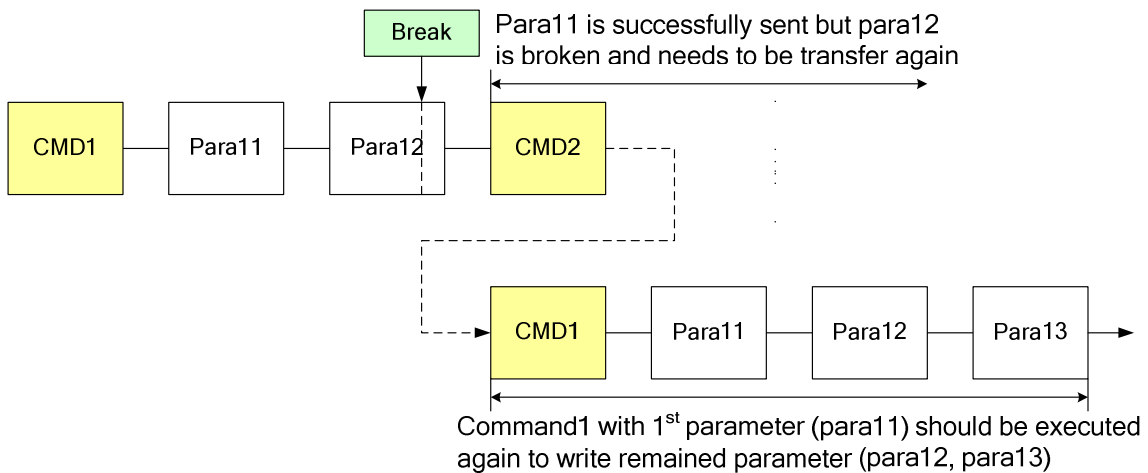 Break
Para11 is successfully sent but para12
is broken and needs to be transfer again
CMD1
Para11
Para12
CMD2
CMD1
Para11
Para12
Para13
Command1 with 1st parameter (para11) should be executed
again to write remained parameter (para12, para13)